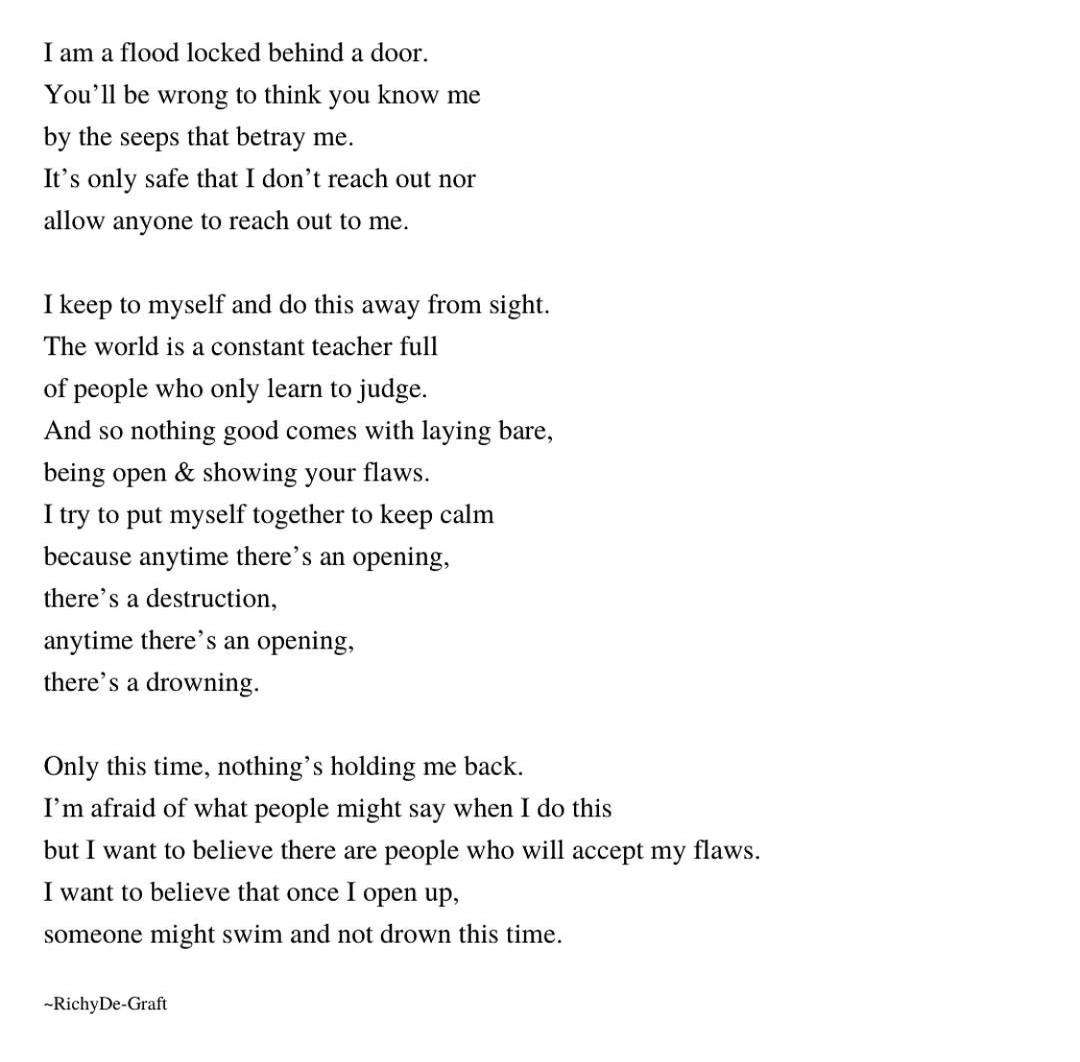 I am a flood locked behind a door.
You’ll be wrong to think you know me
by the seeps that betray me.
It’s only safe that I don’t reach out nor
allow anyone to reach out to me.

I keep to myself and do this away from sight.
The world is a constant teacher full
of people who only learn to judge.
And so nothing good comes with laying bare,
being open & showing your flaws.
I try to put myself together to keep calm
because anytime there’s an opening,
there’s a destruction,
anytime there’s an opening,
there’s a drowning.

Only this time, nothing’s holding me back.
I’m afraid of what people might say when I do this
but I want to believe there are people who will accept my flaws.
I want to believe that once I open up,
someone might swim and not drown this time.

~RichyDe-Graft